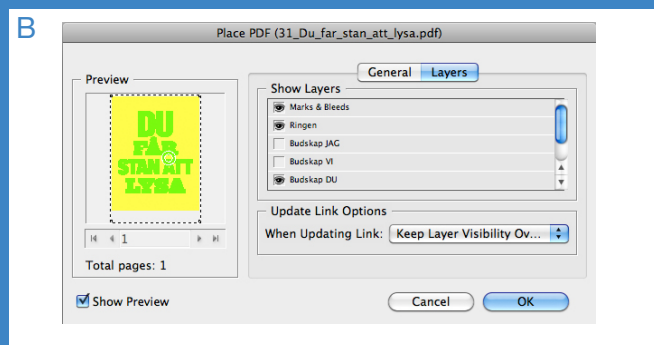 B
Place PDF (31_Du_far_stan_att_lysa.pdf)
Preview
DU
FÅR
STAN ATT
LYSA
1
Total pages: 1
Show Preview
General Layers
Show Layers
Marks & Bleeds
Ringen
Budskap JAG
Budskap VI
Budskap DU
Update Link Options
When Updating Link: Keep Layer Visibility Ov...
Cancel OK